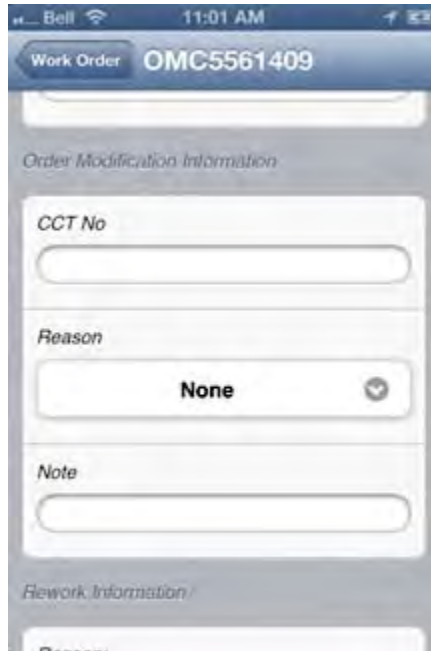 Bell 11:01 AM
Work Order OMC5561409
Order Modification Information
CCT No
Reason
None
Note
Rework Information